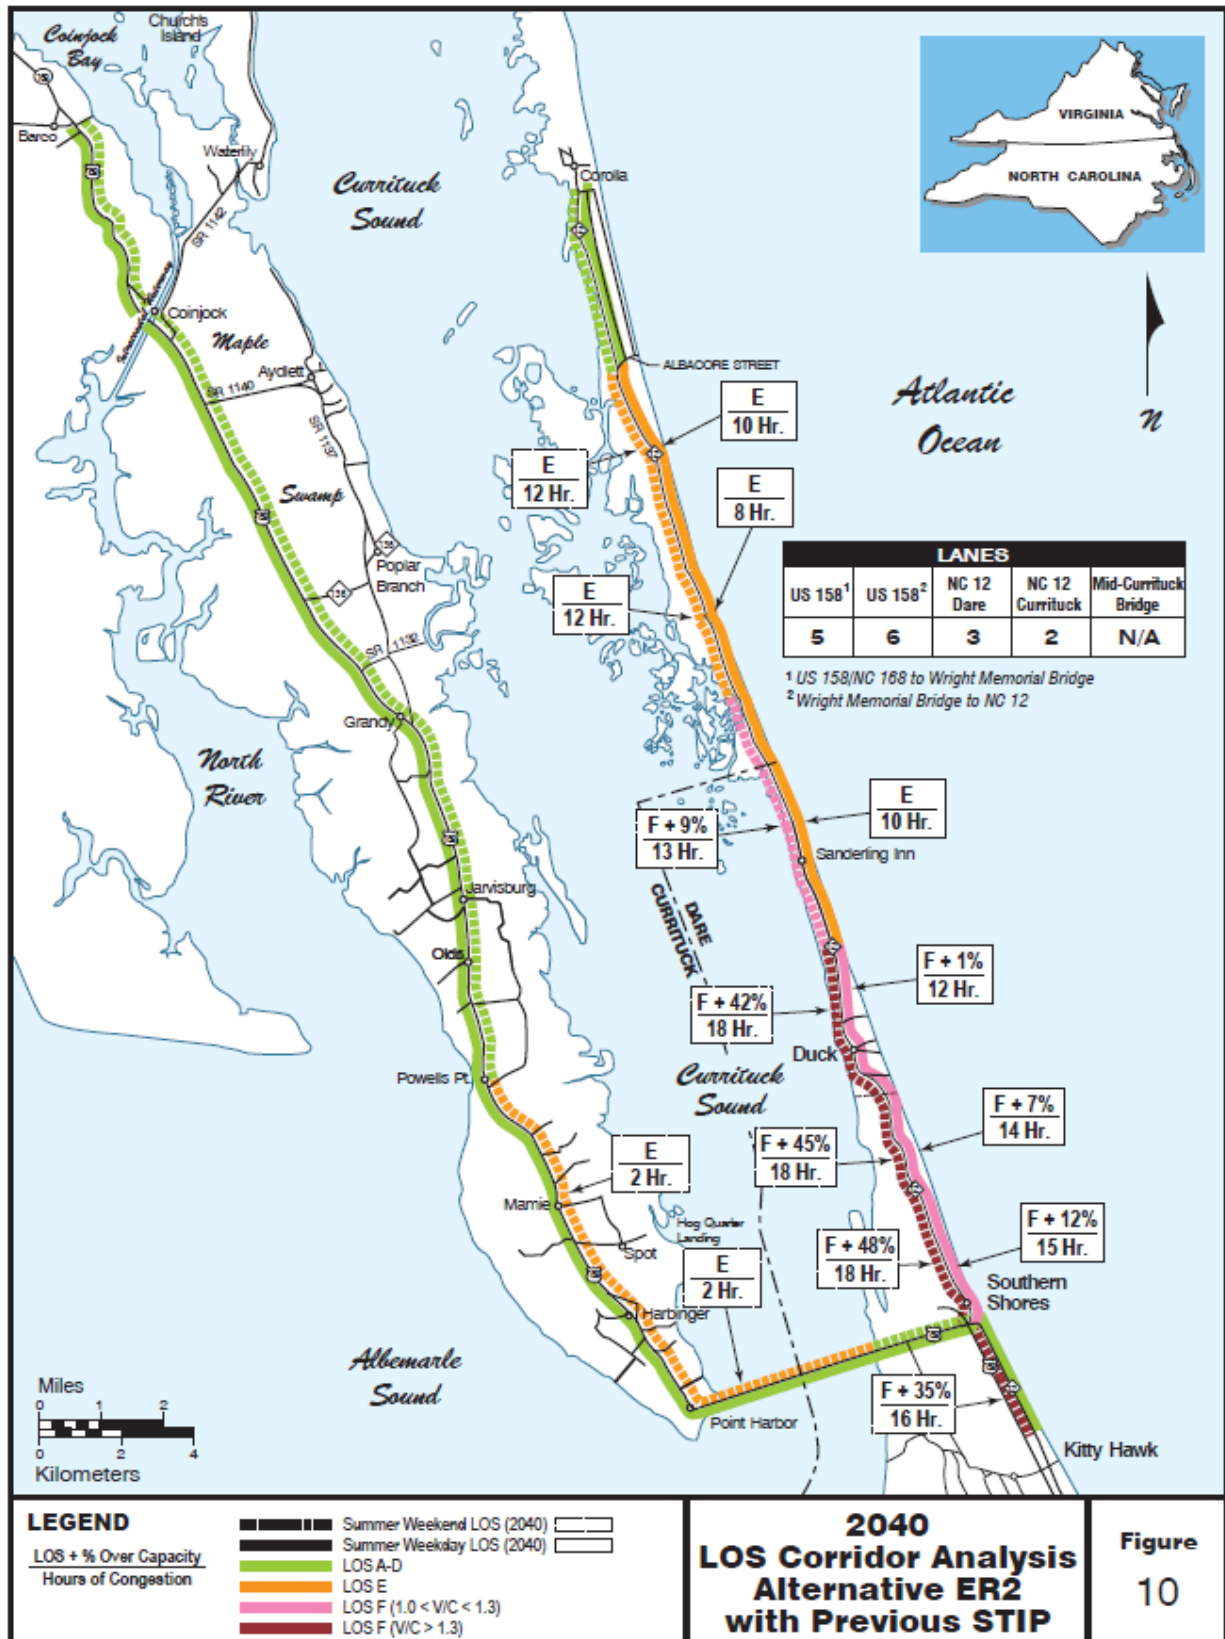 Coinjock
Bay
Church's
Island
Barco
Waterlily
SR 1142
Currituck
Sound
Corolla
12
VIRGINIA
NORTH CAROLINA
Coinjock
Maple
Aydlett
SR 1140
SR 1137
ALBACORE STREET
Atlantic
Ocean
N
E
10 Hr.
E
12 Hr.
E
8 Hr.
Swamp
Poplar
Branch
136
136
SR 1132
E
12 Hr.
LANES
US 158¹ US 158² NC 12 Dare NC 12 Currituck Mid-Currituck Bridge
5 6 3 2 N/A
¹ US 158/NC 168 to Wright Memorial Bridge
² Wright Memorial Bridge to NC 12
Grandy
North
River
F + 9%
13 Hr.
E
10 Hr.
Sanderling Inn
Jarvisburg
DARE
CURRITUCK
Olds
F + 1%
12 Hr.
F + 42%
18 Hr.
Duck
Powells Pt.
Currituck
Sound
F + 7%
14 Hr.
F + 45%
18 Hr.
E
2 Hr.
Mamie
Hog Quarter
Landing
Spot
F + 12%
15 Hr.
F + 48%
18 Hr.
E
2 Hr.
Southern
Shores
Harbinger
Albemarle
Sound
F + 35%
16 Hr.
Point Harbor
Kitty Hawk
Miles
0 1 2
0 2 4
Kilometers
LEGEND
LOS + % Over Capacity
Hours of Congestion
Summer Weekend LOS (2040)
Summer Weekday LOS (2040)
LOS A-D
LOS E
LOS F (1.0 < V/C < 1.3)
LOS F (V/C > 1.3)
2040
LOS Corridor Analysis
Alternative ER2
with Previous STIP
Figure
10